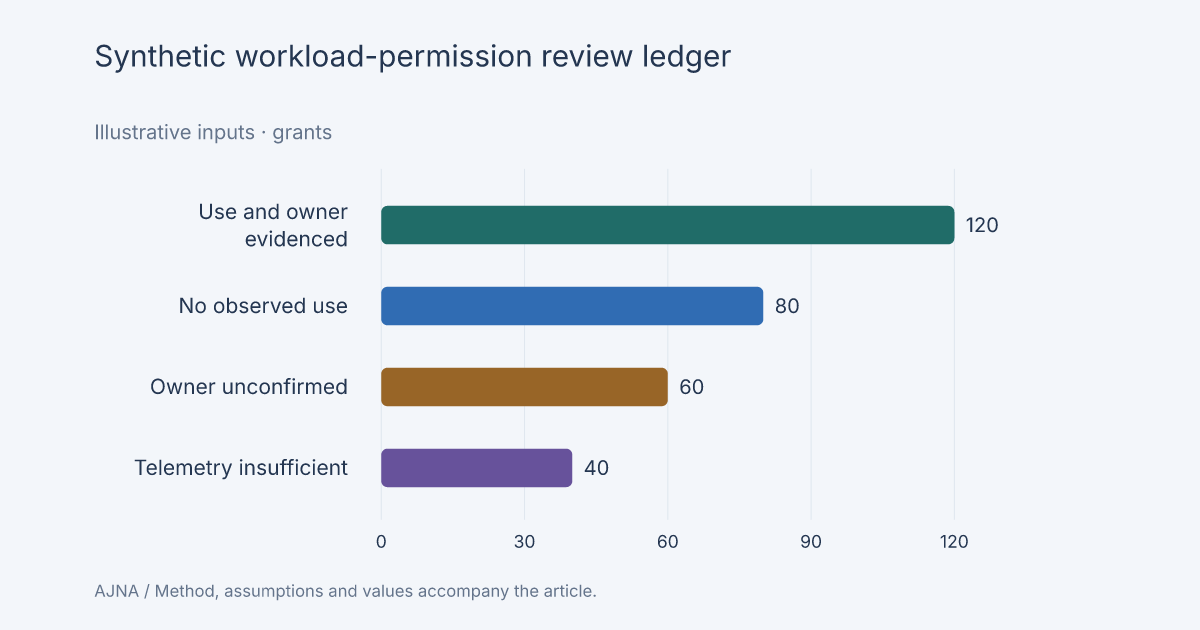 Synthetic workload-permission review ledger
Illustrative inputs · grants
Use and owner
evidenced
120
No observed use
80
Owner unconfirmed
60
Telemetry insufficient
40
0 30 60 90 120
AJNA / Method, assumptions and values accompany the article.